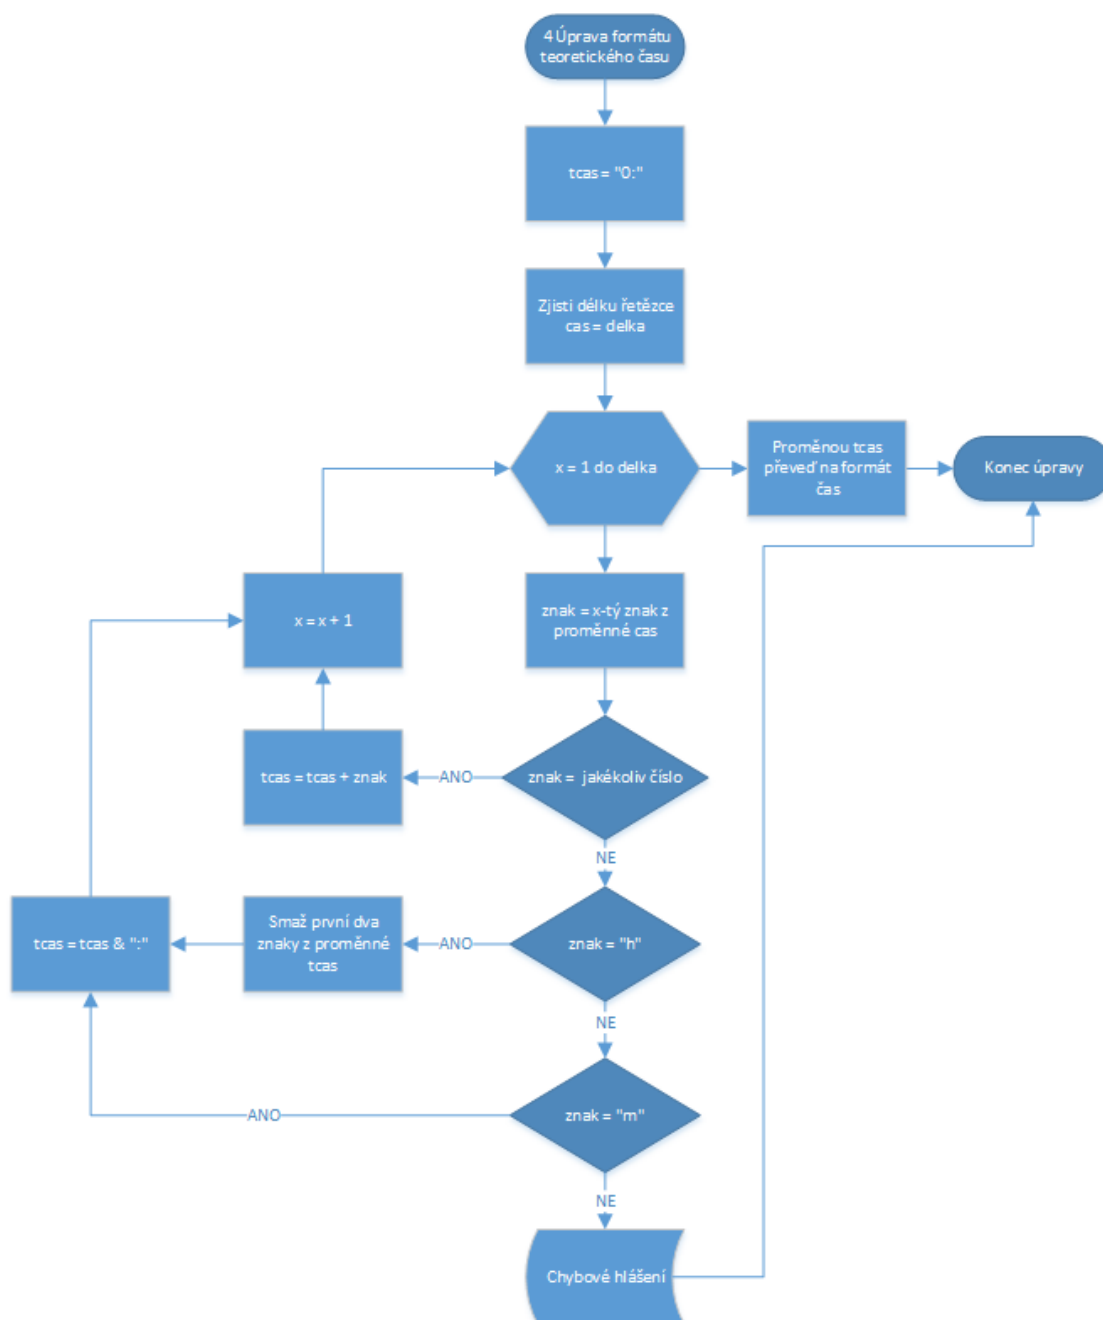 4 Úprava formátu
teoretického času
tcas = "0:"
Zjisti délku řetězce
cas = delka
x = 1 do delka
Proměnou tcas
převeď na formát
čas
Konec úpravy
x = x + 1
znak = x-tý znak z
proměnné cas
tcas = tcas + znak
ANO
znak = jakékoliv číslo
NE
tcas = tcas & ":"
Smaž první dva
znaky z proměnné
tcas
ANO
znak = "h"
NE
ANO
znak = "m"
NE
Chybové hlášení